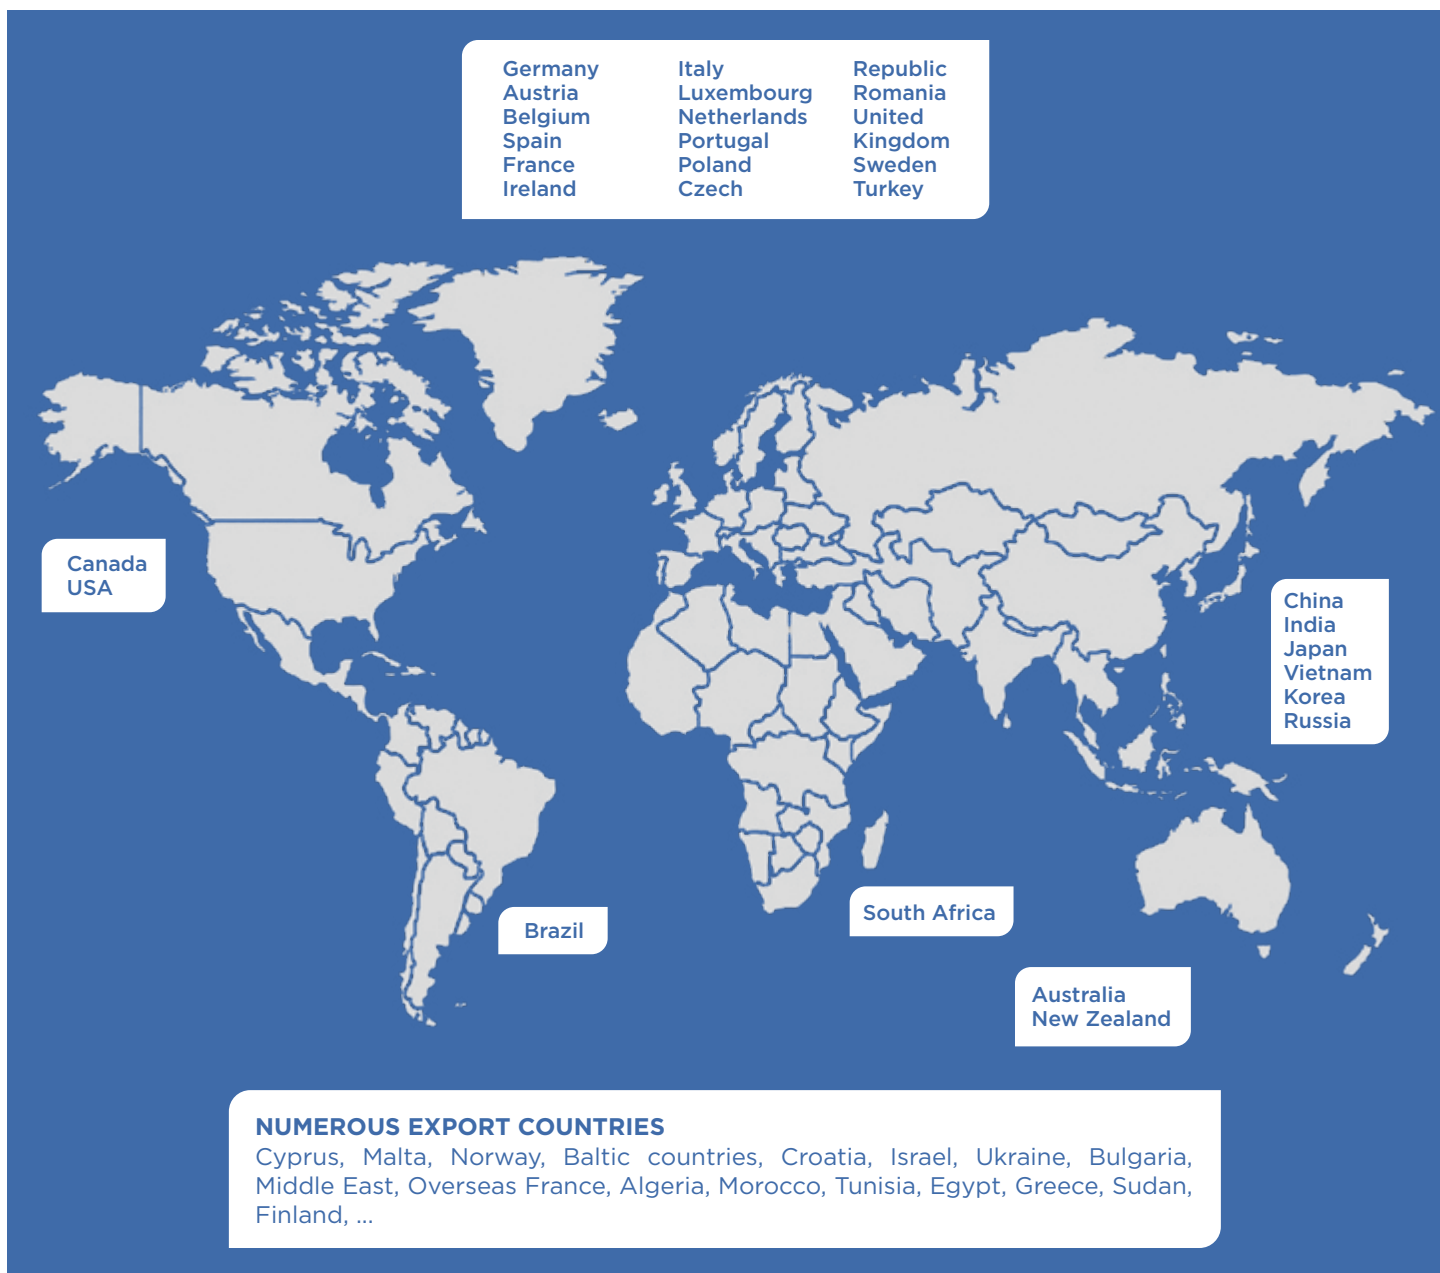 Germany
Austria
Belgium
Spain
France
Ireland
Italy
Luxembourg
Netherlands
Portugal
Poland
Czech
Republic
Romania
United
Kingdom
Sweden
Turkey
Canada
USA
China
India
Japan
Vietnam
Korea
Russia
South Africa
Brazil
Australia
New Zealand
NUMEROUS EXPORT COUNTRIES
Cyprus, Malta, Norway, Baltic countries, Croatia, Israel, Ukraine, Bulgaria,
Middle East, Overseas France, Algeria, Morocco, Tunisia, Egypt, Greece, Sudan,
Finland, ...